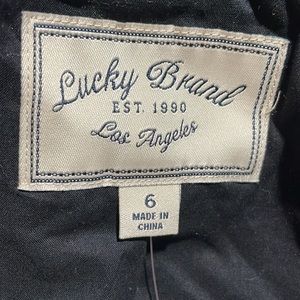 Lucky Brand
EST. 1990
Los Angeles
6
MADE IN
CHINA